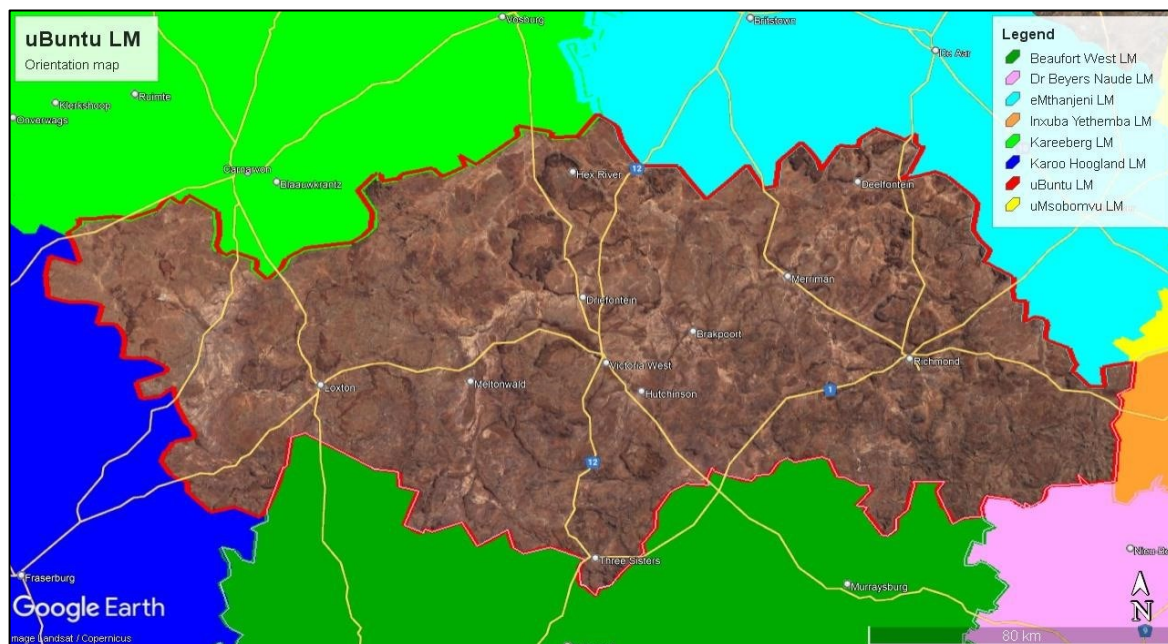 uBuntu LM
Orientation map
Legend
Beaufort West LM
Dr Beyers Naude LM
eMthanjeni LM
Inxuba Yethemba LM
Kareeberg LM
Karoo Hoogland LM
uBuntu LM
uMsobomvu LM
Vosburg
Britstown
De Aar
Klerkshoop
Ruimte
Onverwags
Carnarvon
Blaauwkrantz
Hex River
12
Deelfontein
Merriman
Driefontein
Brakpoort
Victoria West
Richmond
Loxton
Meltonwald
Hutchinson
1
12
Three Sisters
Fraserburg
Murraysburg
N
Google Earth
Image Landsat / Copernicus
80 km
9